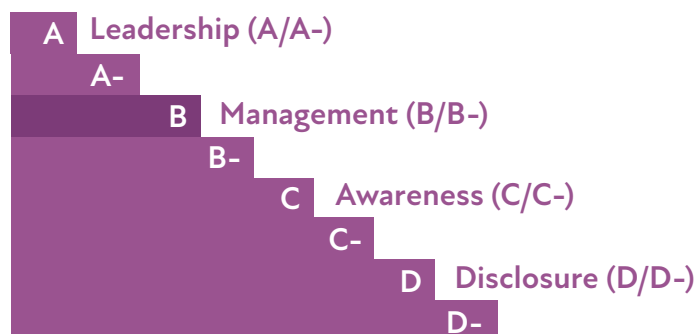 A Leadership (A/A-)
A-
B Management (B/B-)
B-
C Awareness (C/C-)
C-
D Disclosure (D/D-)
D-